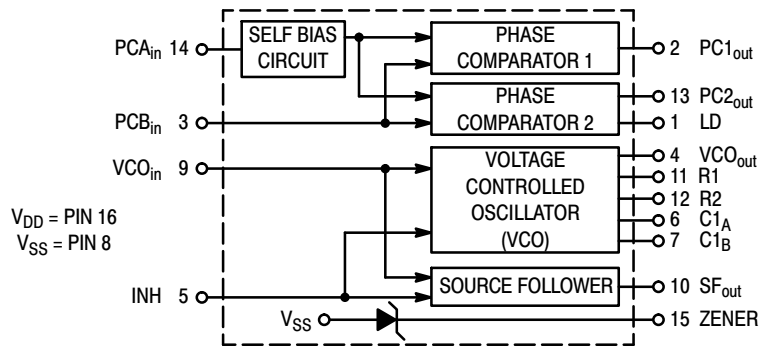 PCAin 14
SELF BIAS
CIRCUIT
PHASE
COMPARATOR 1
2 PC1out
PCBin 3
PHASE
COMPARATOR 2
13 PC2out
1 LD
VCOin 9
VOLTAGE
CONTROLLED
OSCILLATOR
(VCO)
4 VCOout
11 R1
12 R2
6 C1A
7 C1B
VDD = PIN 16
VSS = PIN 8
INH 5
SOURCE FOLLOWER
10 SFout
VSS
15 ZENER